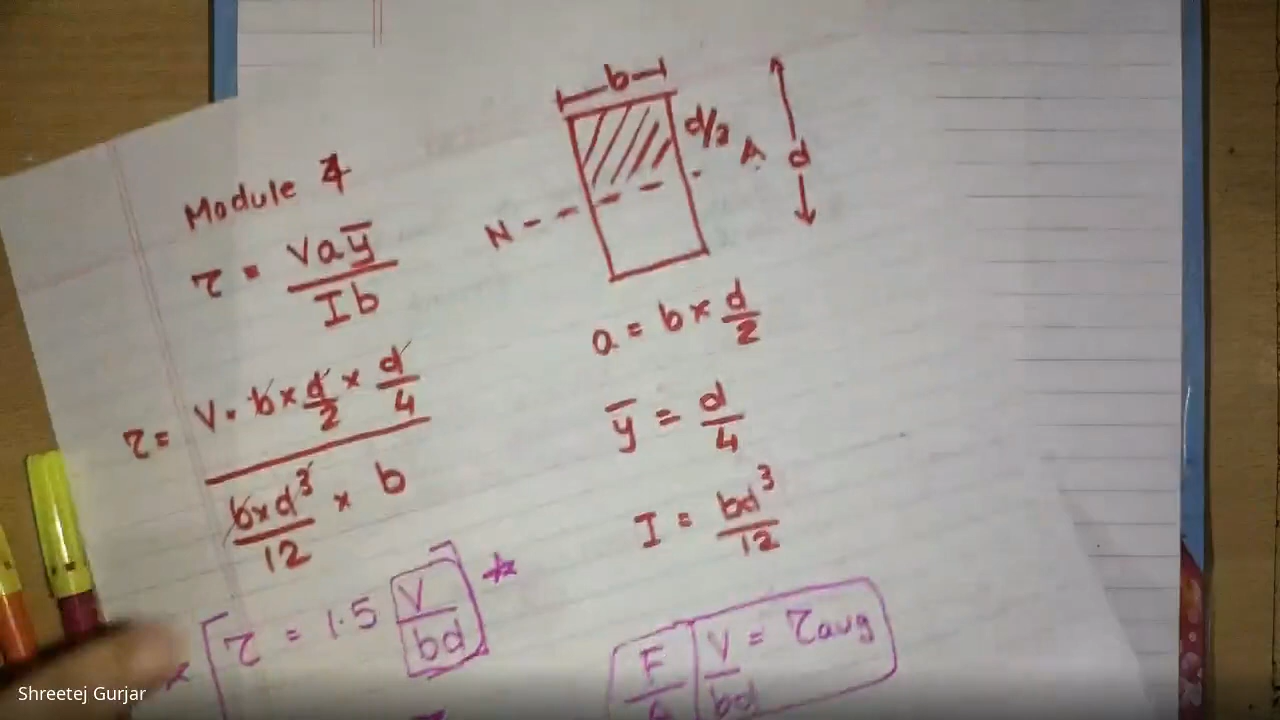 Module 4
τ = Vaȳ / Ib
τ = V . b × d/2 × d/4 / b×d³/12 × b
τ = 1.5 V/bd
b
d/2
N
A
d
a = b × d/2
ȳ = d/4
I = bd³/12
F
V/bd = τavg
Shreetej Gurjar